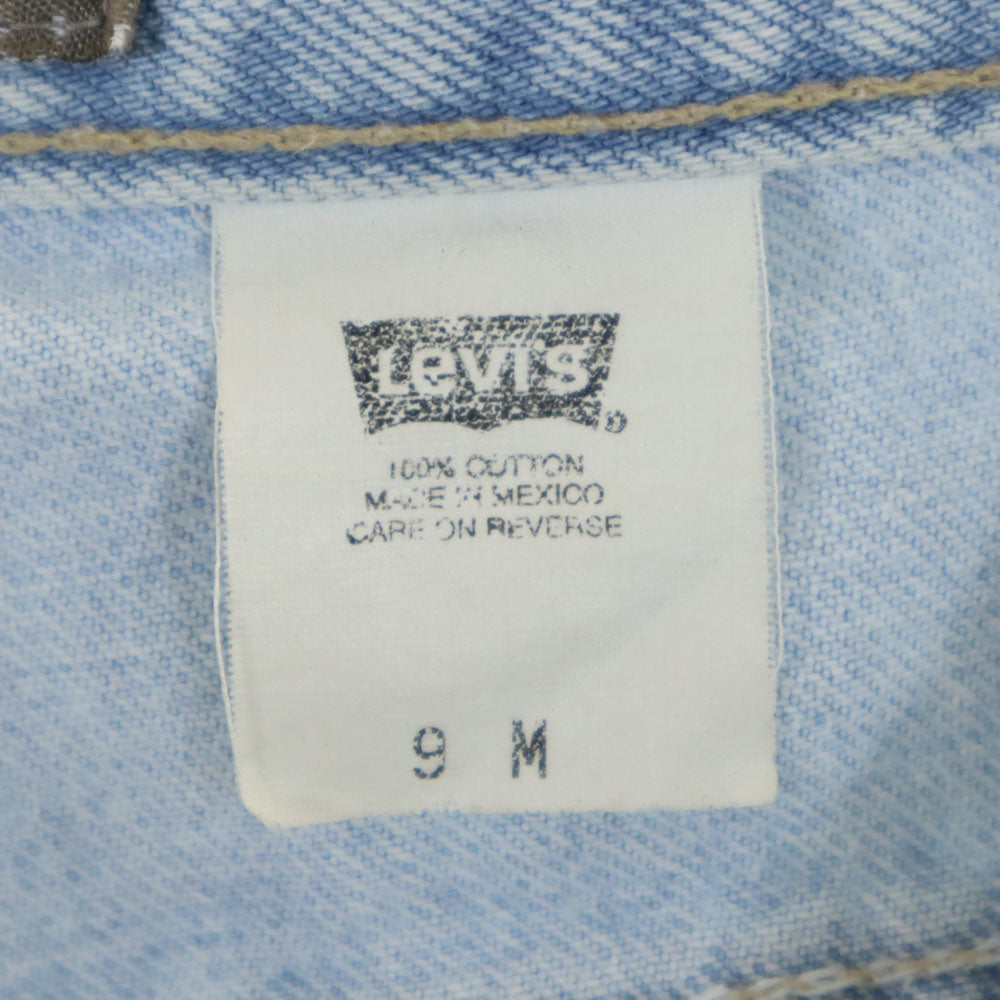 Levi's
100% COTTON
MADE IN MEXICO
CARE ON REVERSE
9 M